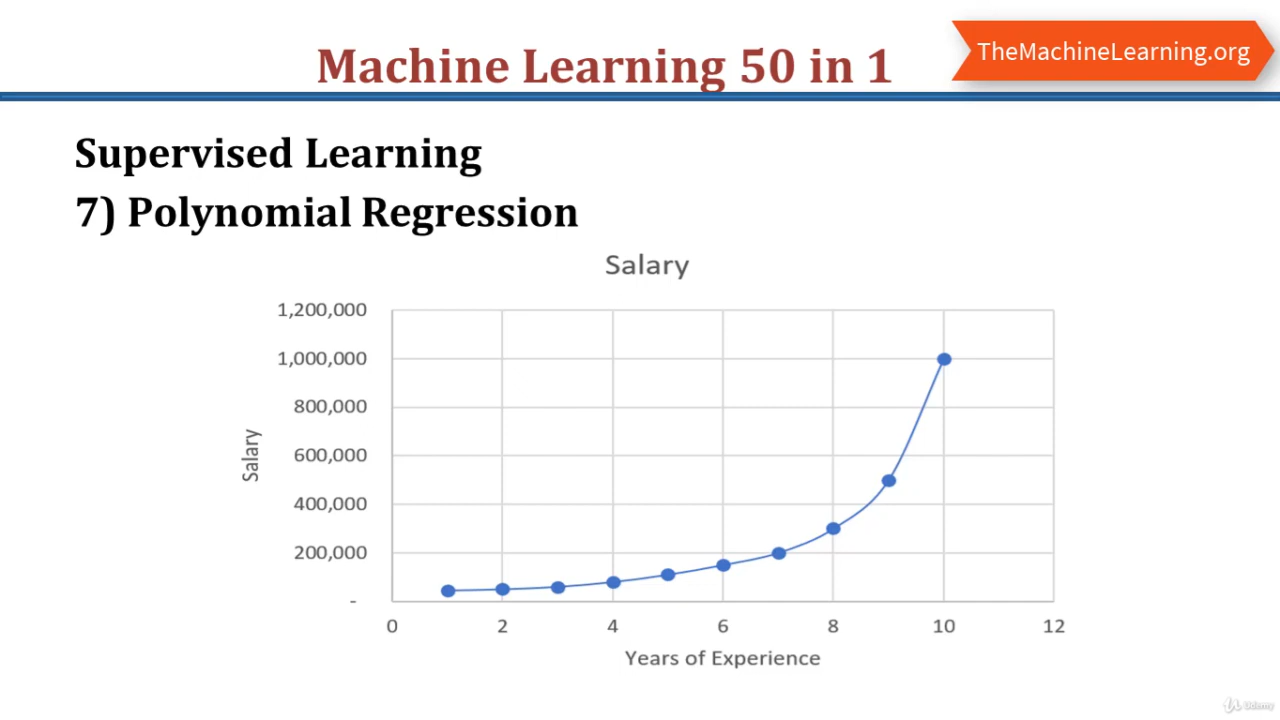 Machine Learning 50 in 1
TheMachineLearning.org
Supervised Learning
7) Polynomial Regression
Salary
1,200,000
1,000,000
800,000
600,000
400,000
200,000
-
Salary
0 2 4 6 8 10 12
Years of Experience
Udemy